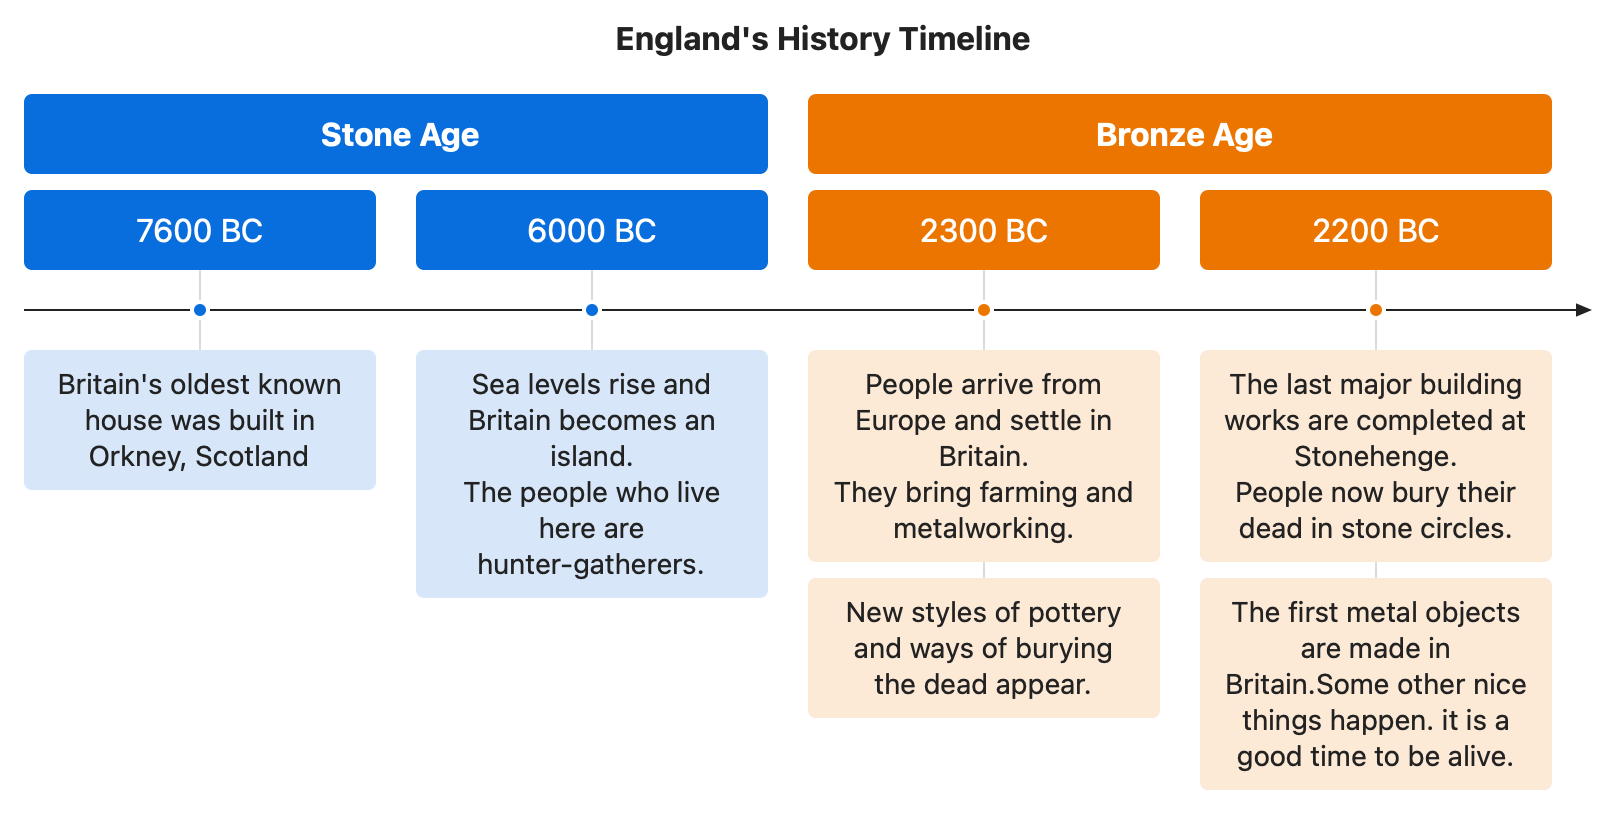 England's History Timeline
Stone Age
Bronze Age
7600 BC
6000 BC
2300 BC
2200 BC
Britain's oldest known
house was built in
Orkney, Scotland
Sea levels rise and
Britain becomes an
island.
The people who live
here are
hunter-gatherers.
People arrive from
Europe and settle in
Britain.
They bring farming and
metalworking.
New styles of pottery
and ways of burying
the dead appear.
The last major building
works are completed at
Stonehenge.
People now bury their
dead in stone circles.
The first metal objects
are made in
Britain.Some other nice
things happen. it is a
good time to be alive.